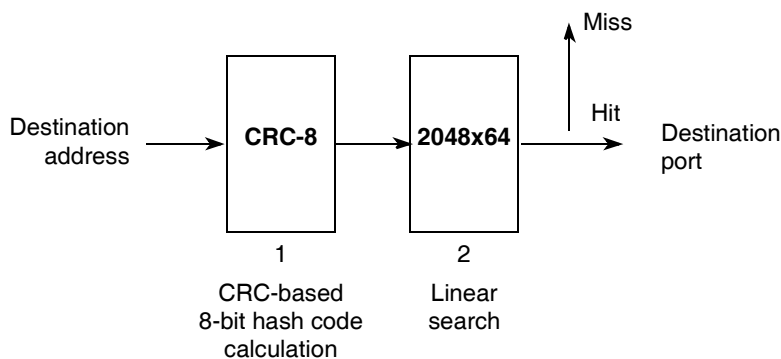 Miss
Hit
Destination
address
CRC-8
2048x64
Destination
port
1
2
CRC-based
8-bit hash code
calculation
Linear
search